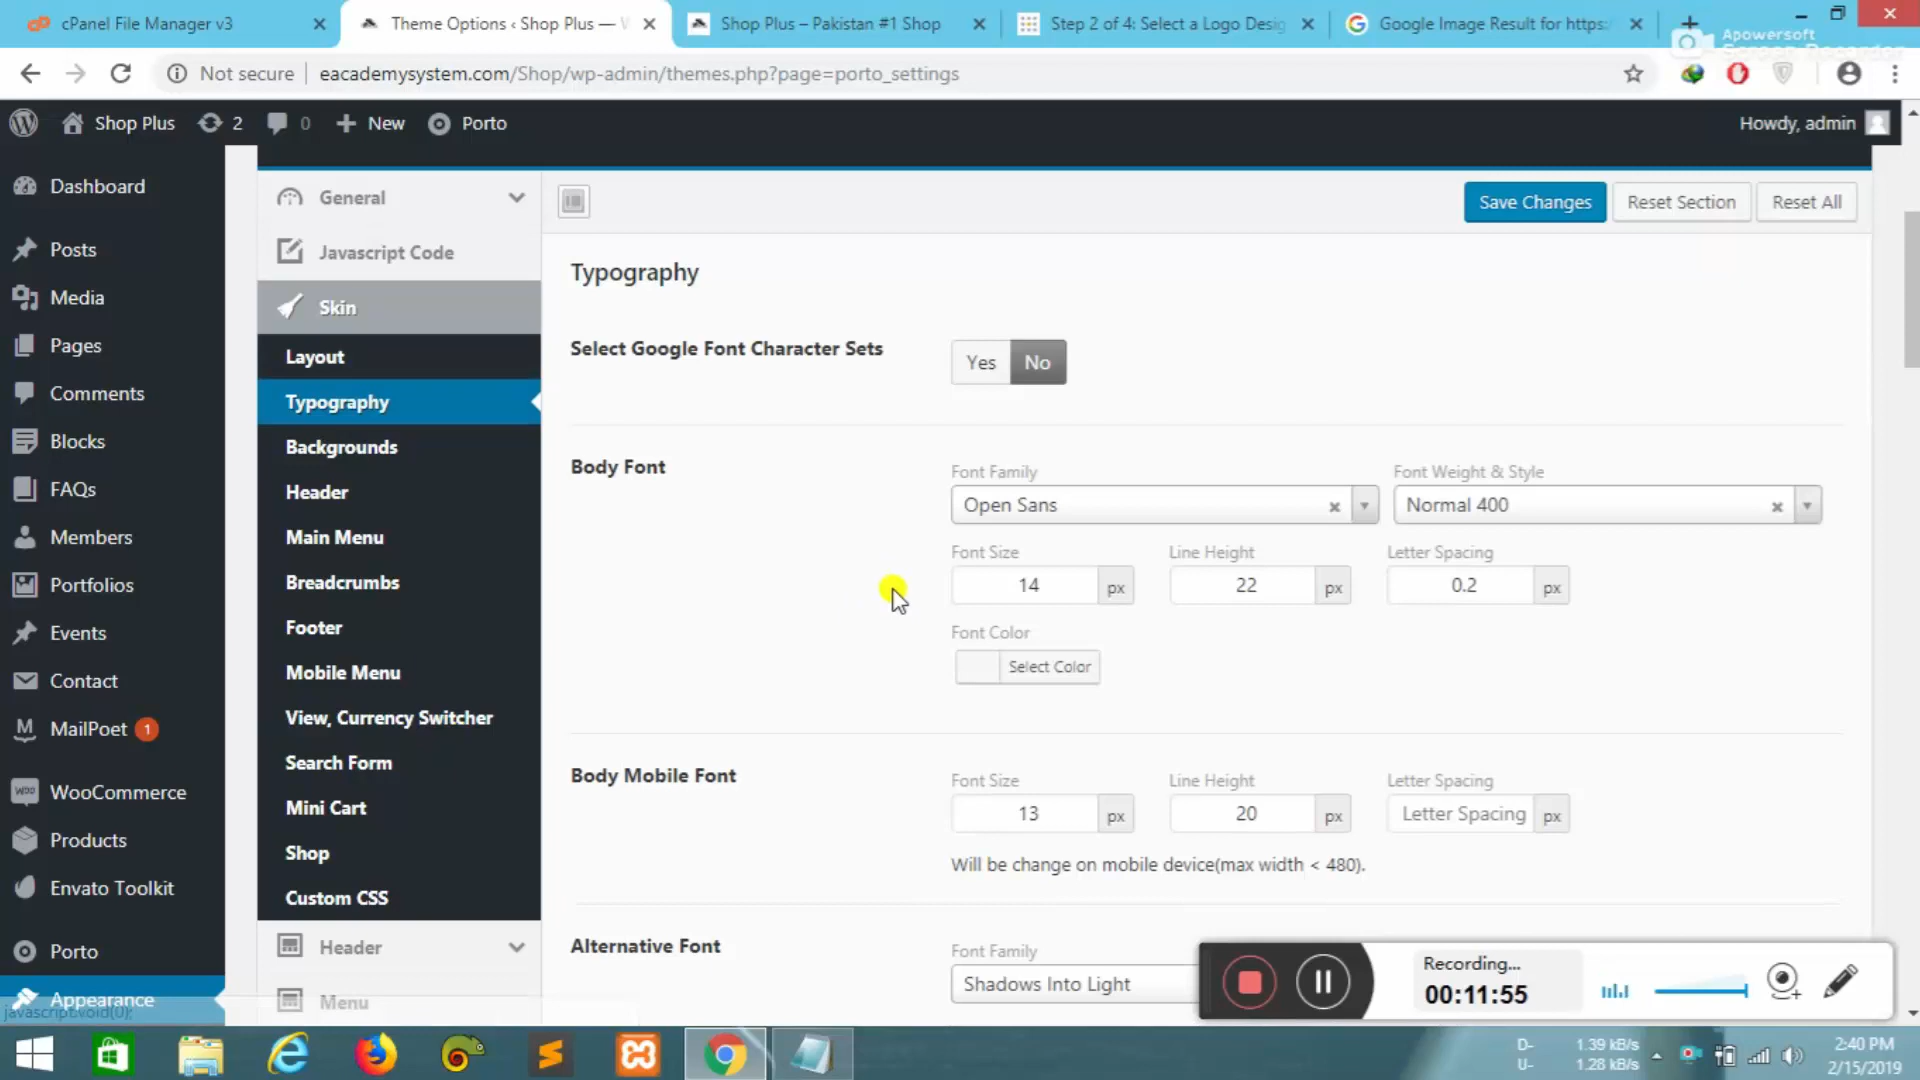 cPanel File Manager v3
Theme Options ‹ Shop Plus —
Shop Plus – Pakistan #1 Shop
Step 2 of 4: Select a Logo Desig
Google Image Result for https:
Apowersoft
Screen Recorder
Not secure
eacademysystem.com/Shop/wp-admin/themes.php?page=porto_settings
Shop Plus
2
0
New
Porto
Howdy, admin
Dashboard
Posts
Media
Pages
Comments
Blocks
FAQs
Members
Portfolios
Events
Contact
MailPoet 1
WooCommerce
Products
Envato Toolkit
Porto
Appearance
javascript:void(0);
General
Javascript Code
Skin
Layout
Typography
Backgrounds
Header
Main Menu
Breadcrumbs
Footer
Mobile Menu
View, Currency Switcher
Search Form
Mini Cart
Shop
Custom CSS
Header
Menu
Save Changes
Reset Section
Reset All
Typography
Select Google Font Character Sets
Yes No
Body Font
Font Family
Font Weight & Style
Open Sans
Normal 400
Font Size
Line Height
Letter Spacing
14 px
22 px
0.2 px
Font Color
Select Color
Body Mobile Font
Font Size
Line Height
Letter Spacing
13 px
20 px
Letter Spacing px
Will be change on mobile device(max width < 480).
Alternative Font
Font Family
Shadows Into Light
Recording...
00:11:55
D- 1.39 kB/s
U- 1.28 kB/s
2:40 PM
2/15/2019